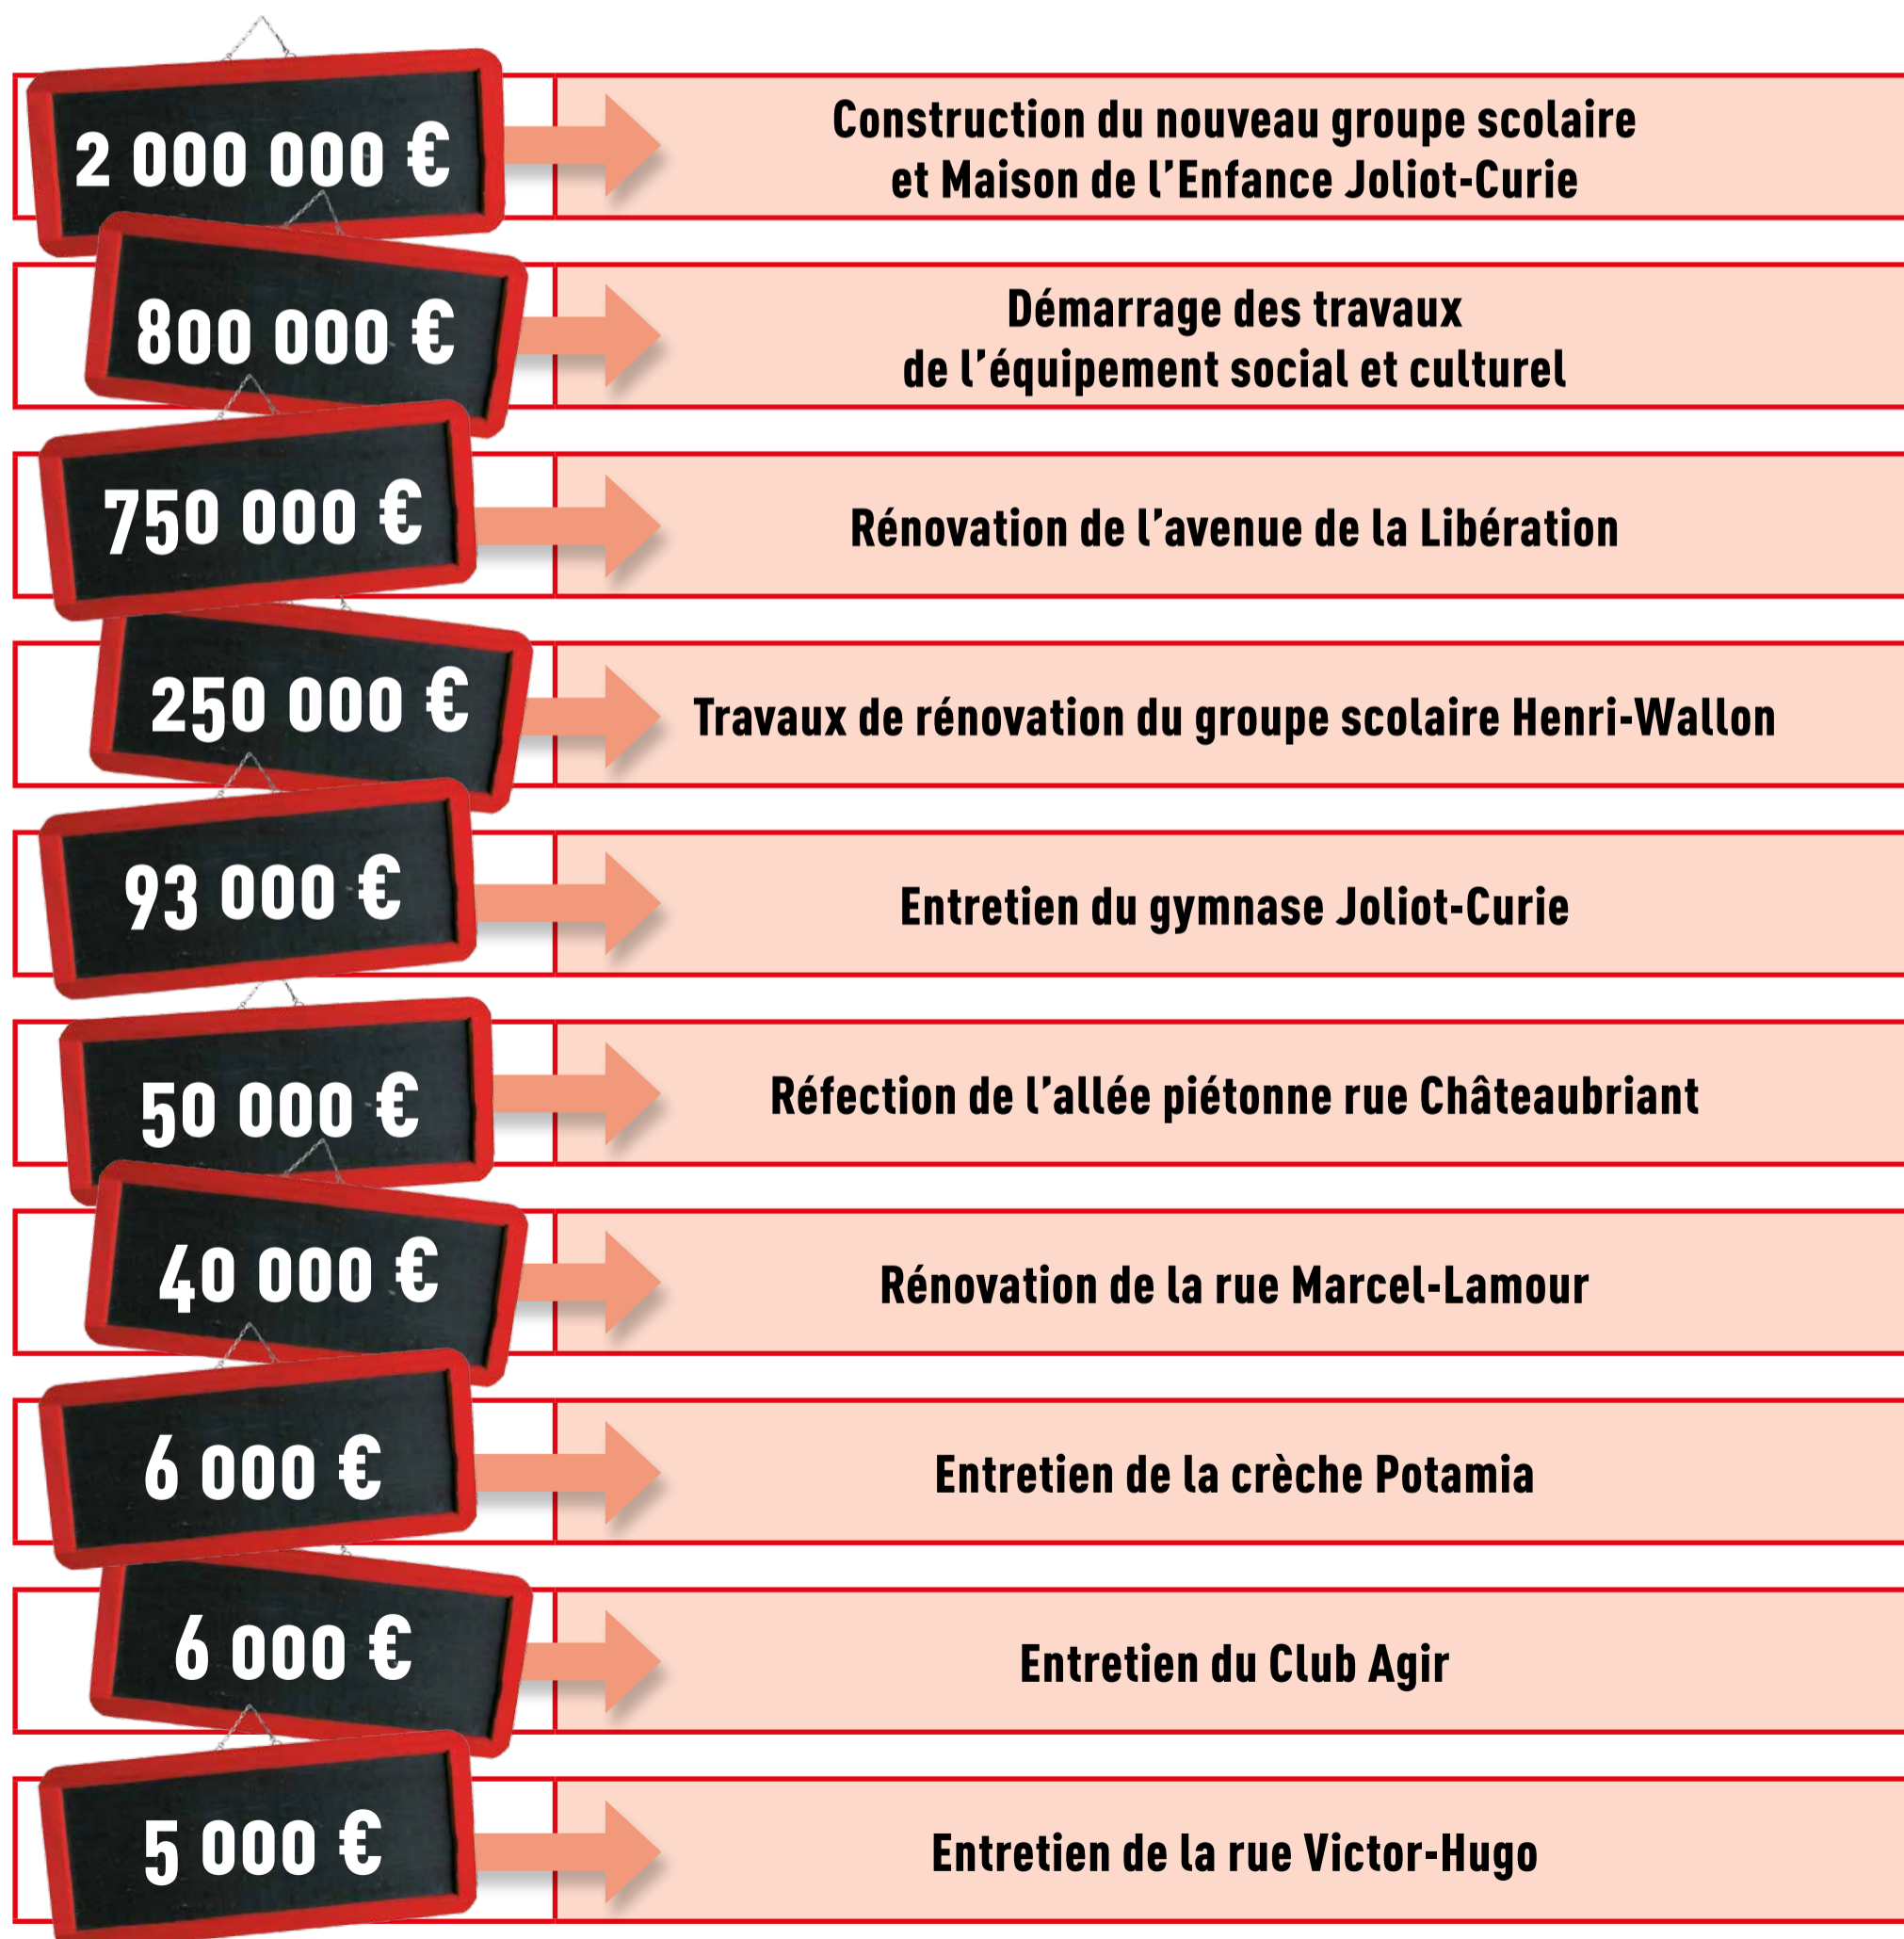 2 000 000 €
Construction du nouveau groupe scolaire
et Maison de l’Enfance Joliot-Curie
800 000 €
Démarrage des travaux
de l’équipement social et culturel
750 000 €
Rénovation de l’avenue de la Libération
250 000 €
Travaux de rénovation du groupe scolaire Henri-Wallon
93 000 €
Entretien du gymnase Joliot-Curie
50 000 €
Réfection de l’allée piétonne rue Châteaubriant
40 000 €
Rénovation de la rue Marcel-Lamour
6 000 €
Entretien de la crèche Potamia
6 000 €
Entretien du Club Agir
5 000 €
Entretien de la rue Victor-Hugo